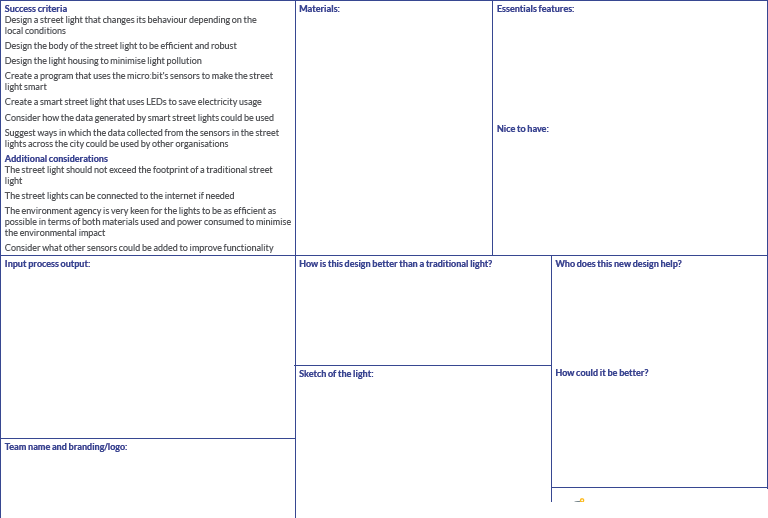 Success criteria
Design a street light that changes its behaviour depending on the
local conditions
Design the body of the street light to be efficient and robust
Design the light housing to minimise light pollution
Create a program that uses the micro:bit's sensors to make the street
light smart
Create a smart street light that uses LEDs to save electricity usage
Consider how the data generated by smart street lights could be used
Suggest ways in which the data collected from the sensors in the street
lights across the city could be used by other organisations
Additional considerations
The street light should not exceed the footprint of a traditional street
light
The street lights can be connected to the internet if needed
The environment agency is very keen for the lights to be as efficient as
possible in terms of both materials used and power consumed to minimise
the environmental impact
Consider what other sensors could be added to improve functionality
Materials:
Essentials features:
Nice to have:
Input process output:
How is this design better than a traditional light?
Who does this new design help?
Sketch of the light:
How could it be better?
Team name and branding/logo: